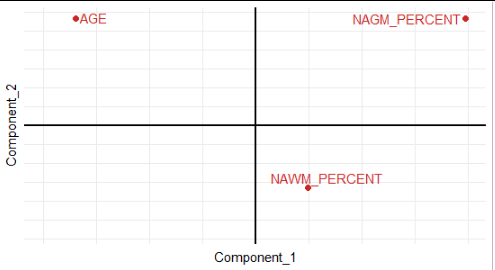 AGE
NAGM_PERCENT
Component_2
NAWM_PERCENT
Component_1